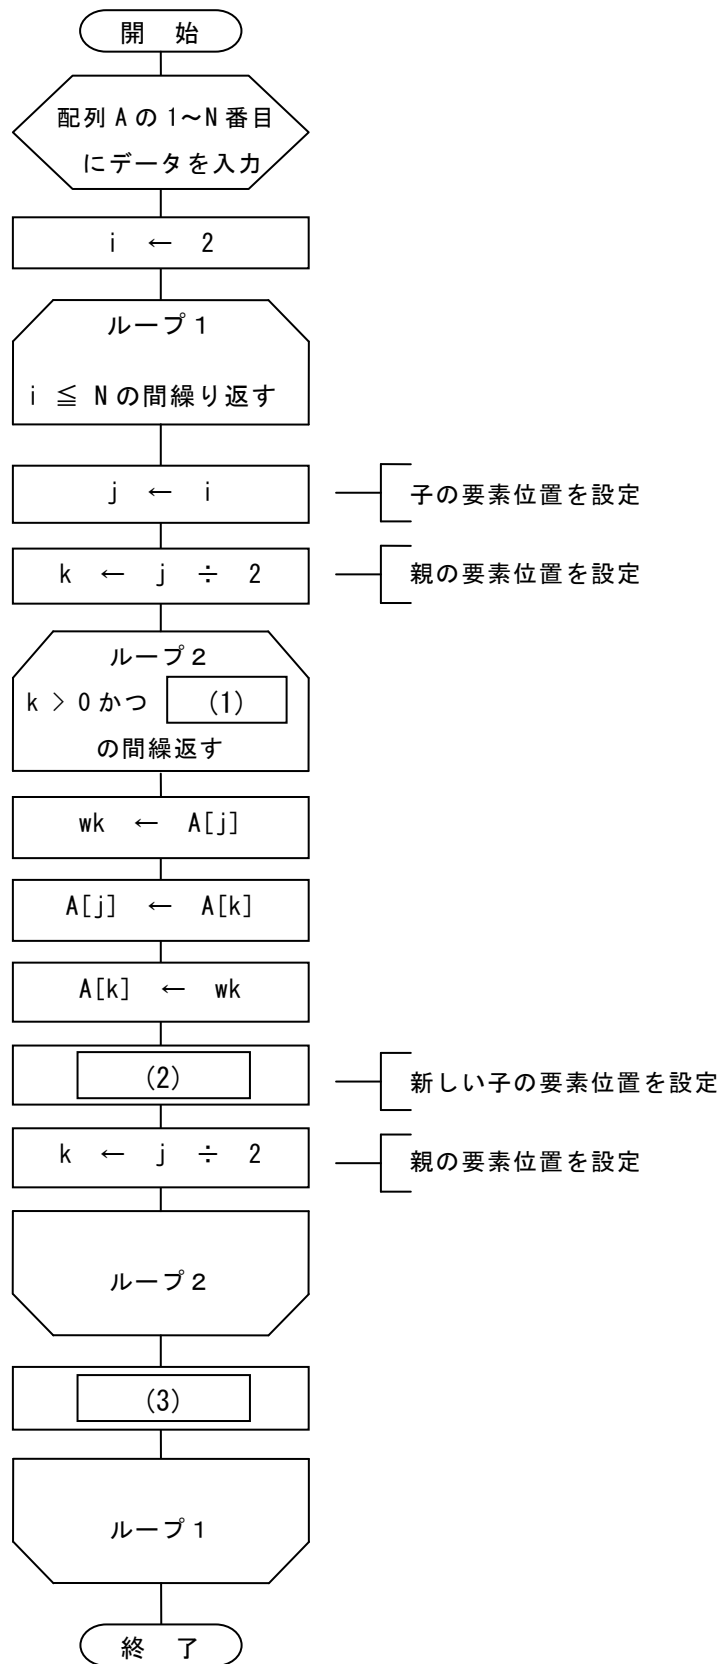 開 始
配列Aの1～N番目
にデータを入力
i ← 2
ループ1
i ≦ Nの間繰り返す
j ← i
子の要素位置を設定
k ← j ÷ 2
親の要素位置を設定
ループ2
k > 0かつ (1)
の間繰返す
wk ← A[j]
A[j] ← A[k]
A[k] ← wk
(2)
新しい子の要素位置を設定
k ← j ÷ 2
親の要素位置を設定
ループ2
(3)
ループ1
終 了